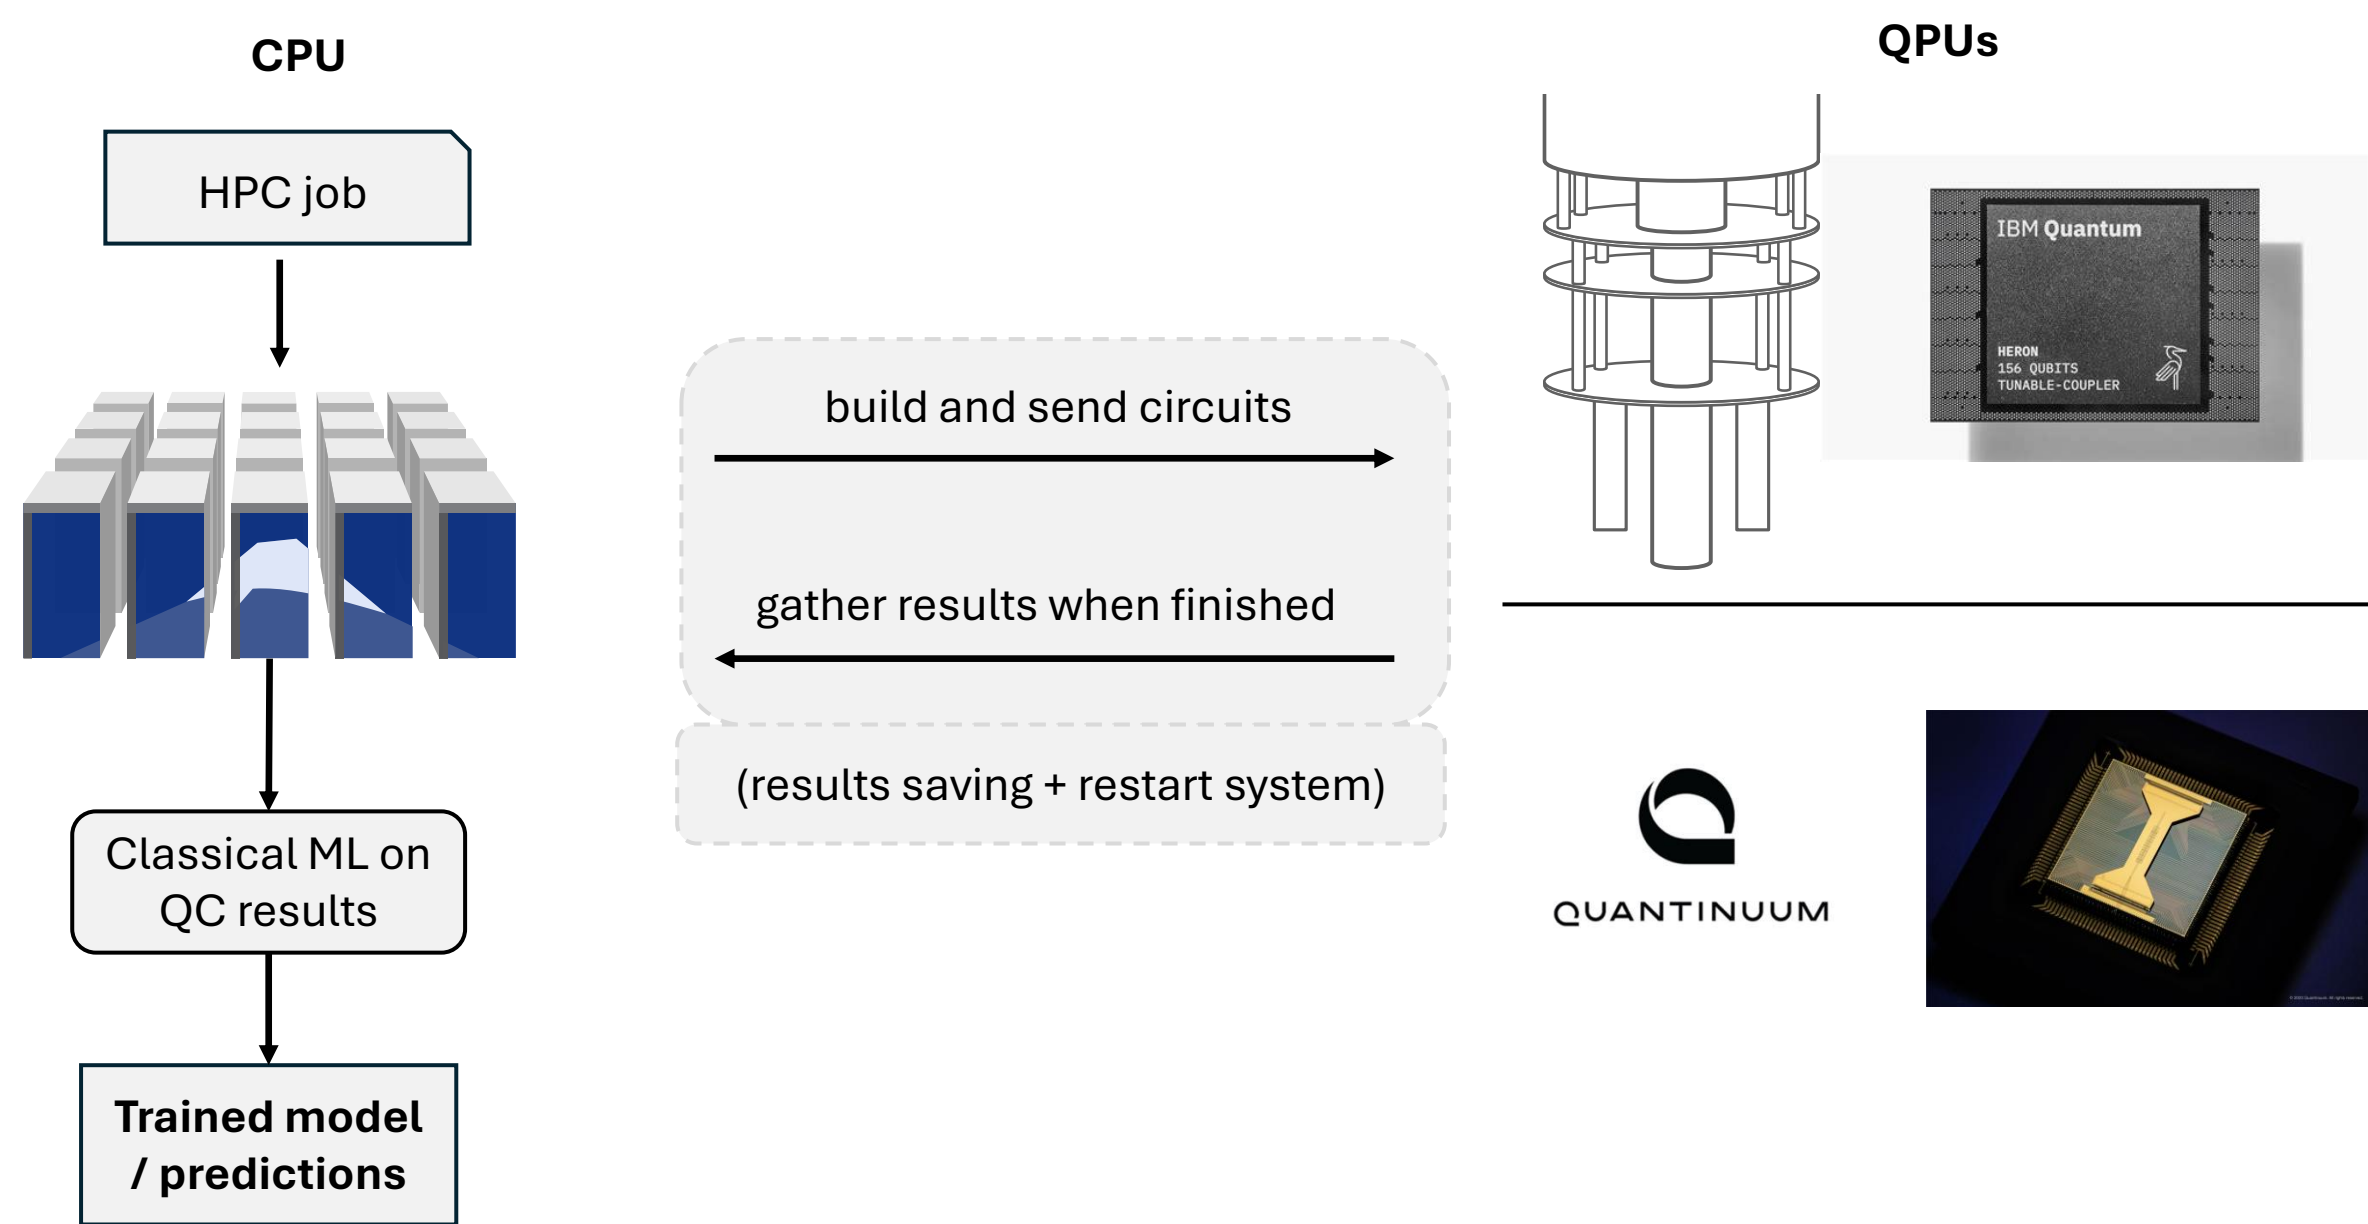 CPU
QPUs
HPC job
IBM Quantum
HERON
156 QUBITS
TUNABLE-COUPLER
build and send circuits
gather results when finished
(results saving + restart system)
Classical ML on
QC results
QUANTINUUM
Trained model
/ predictions